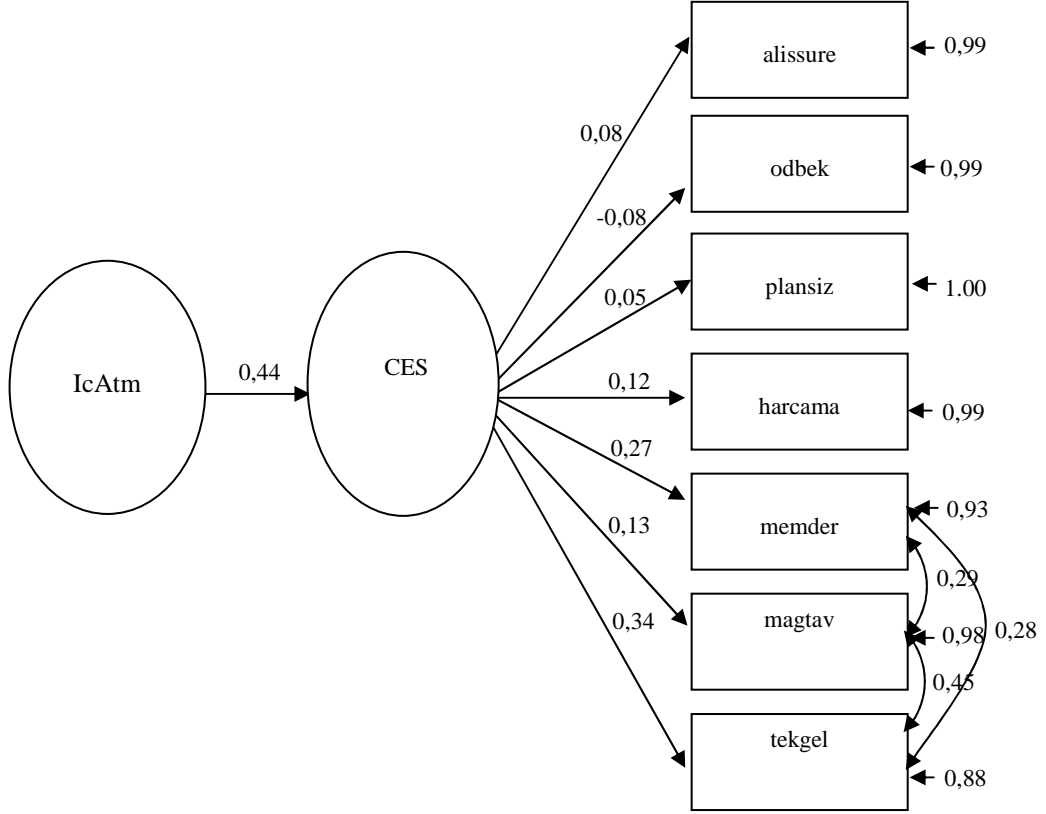 alissure
0,99
0,08
odbek
0,99
-0,08
plansiz
1.00
0,05
IcAtm
0,44
CES
0,12
harcama
0,99
0,27
memder
0,93
0,13
0,29
magtav
0,98
0,28
0,34
0,45
tekgel
0,88